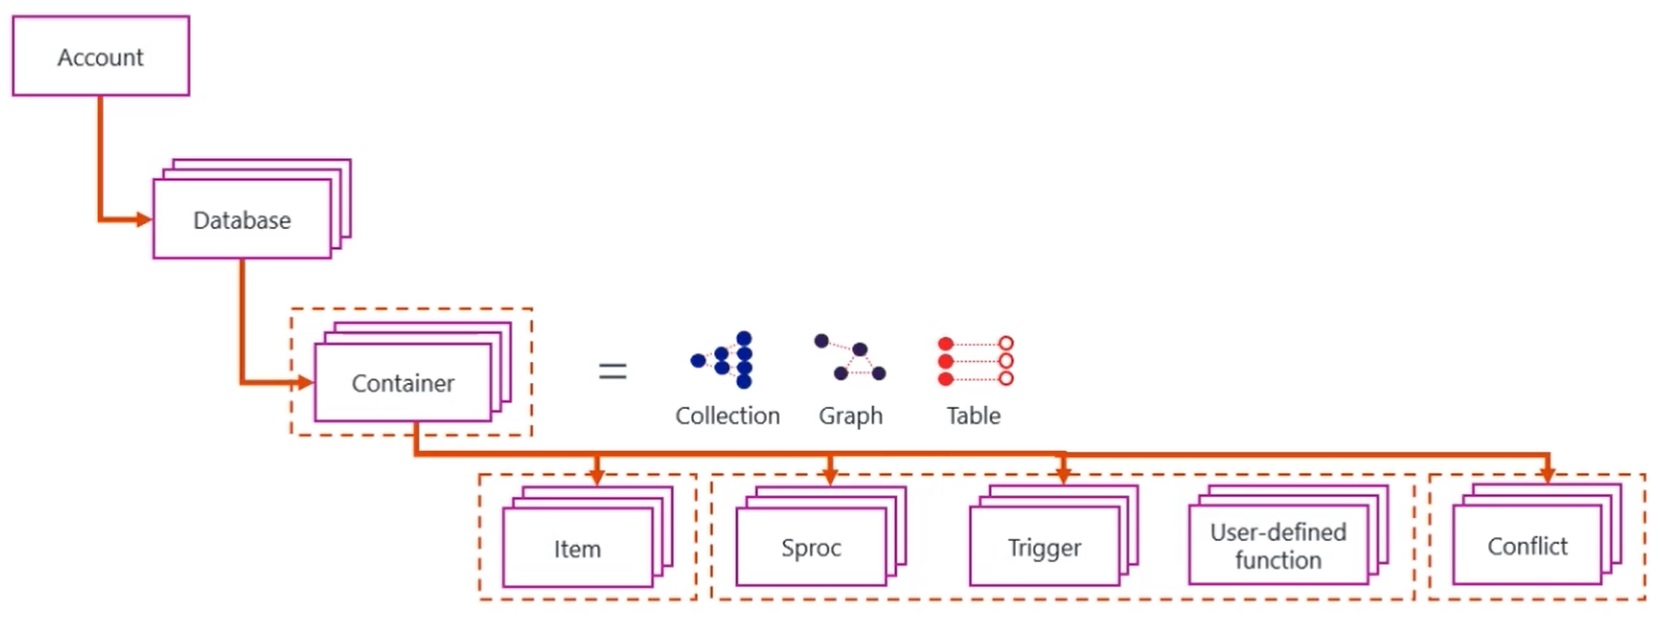 Account
Database
Container
=
Collection
Graph
Table
Item
Sproc
Trigger
User-defined
function
Conflict